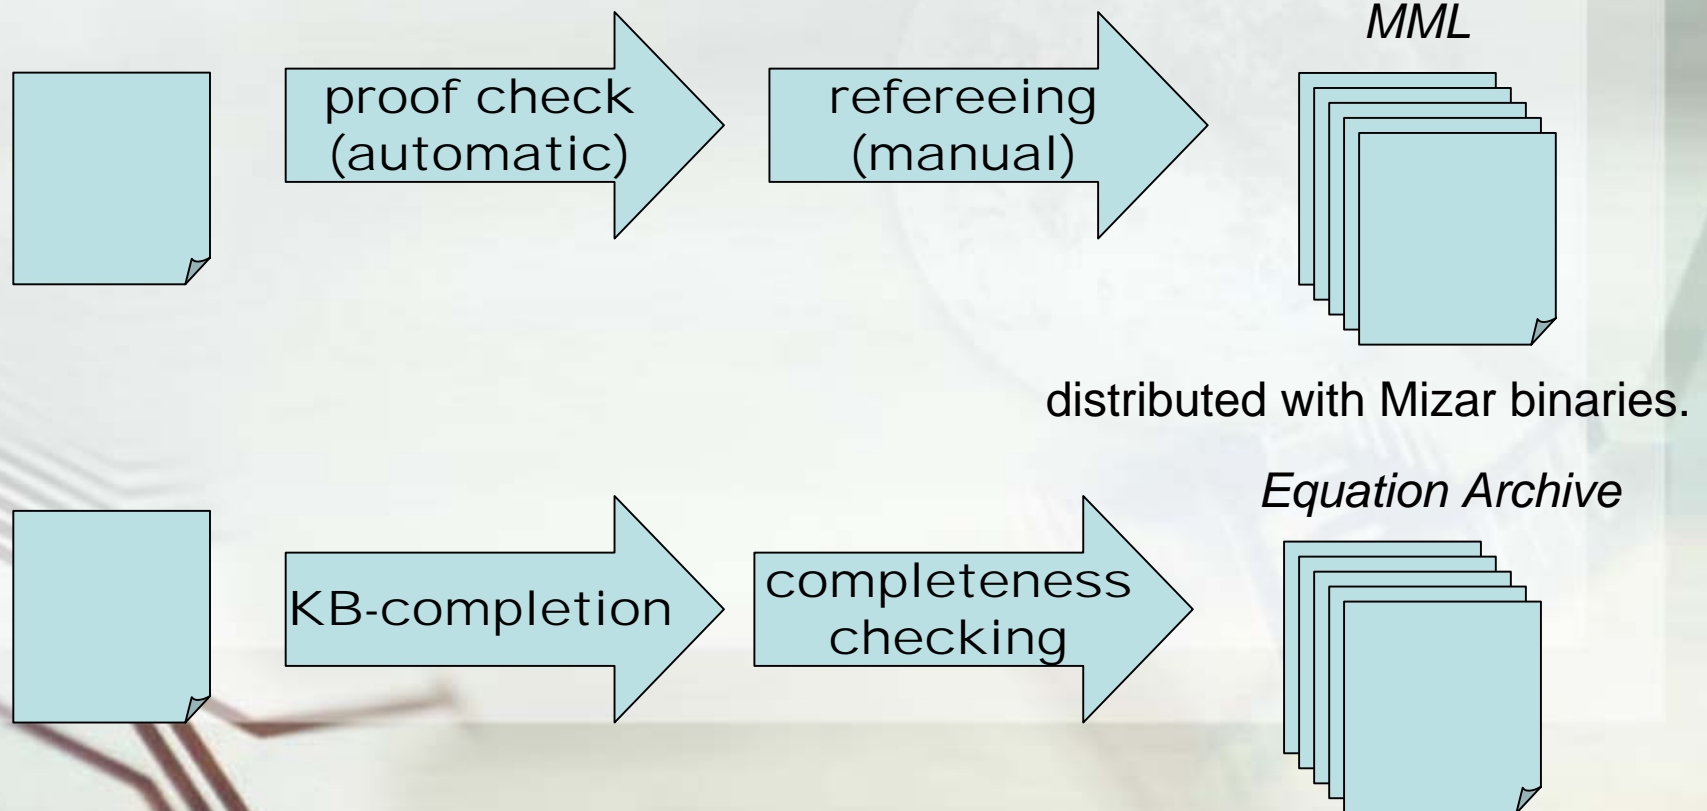 MML
proof check
(automatic)
refereeing
(manual)
distributed with Mizar binaries.
Equation Archive
KB-completion
completeness
checking